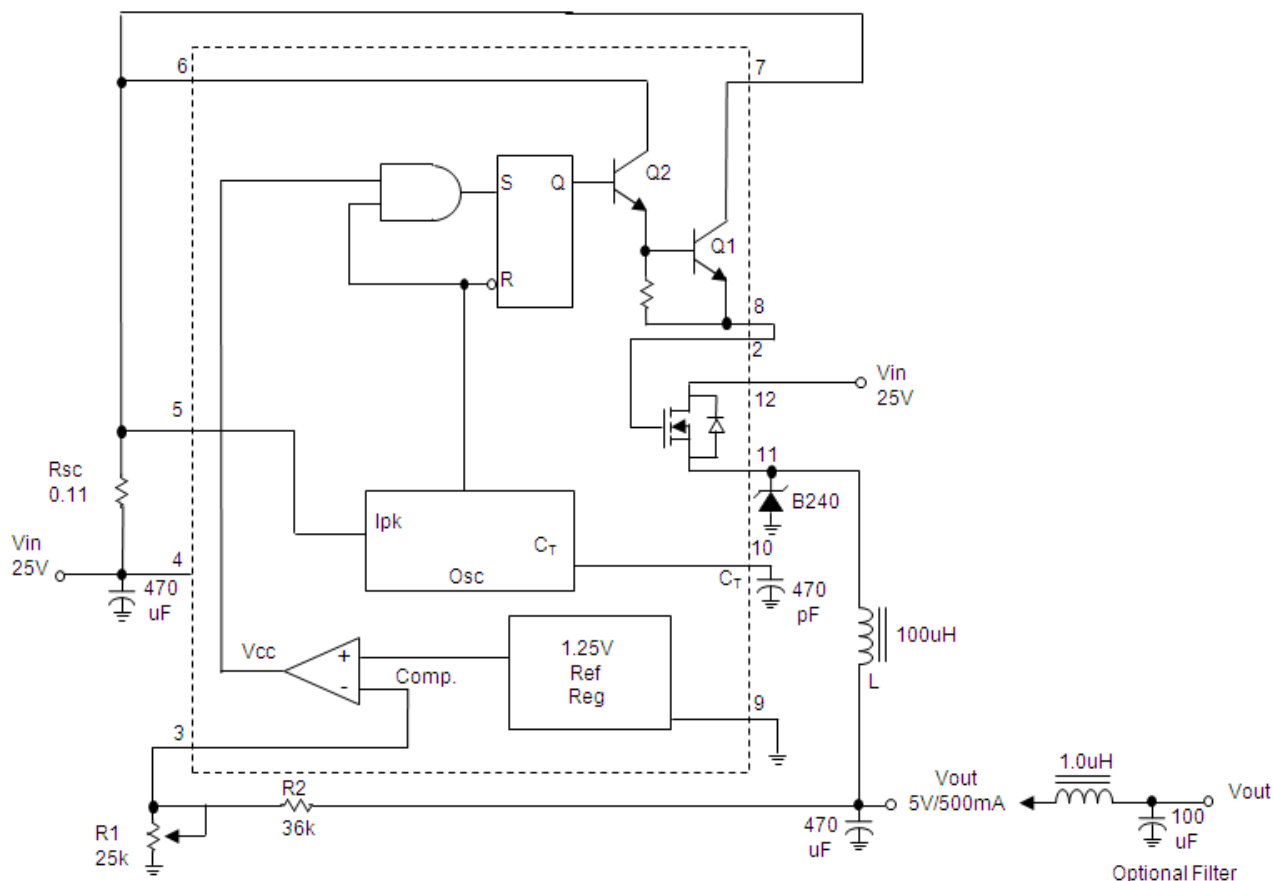 6
7
Q2
S
Q
Q1
R
8
2
Vin
25V
12
5
11
Rsc
0.11
B240
Ipk
CT
10
Vin
25V
4
Osc
CT
470
uF
470
pF
100uH
Vcc
+
-
Comp.
1.25V
Ref
Reg
L
9
3
1.0uH
R2
36k
Vout
5V/500mA
Vout
R1
25k
470
uF
100
uF
Optional Filter